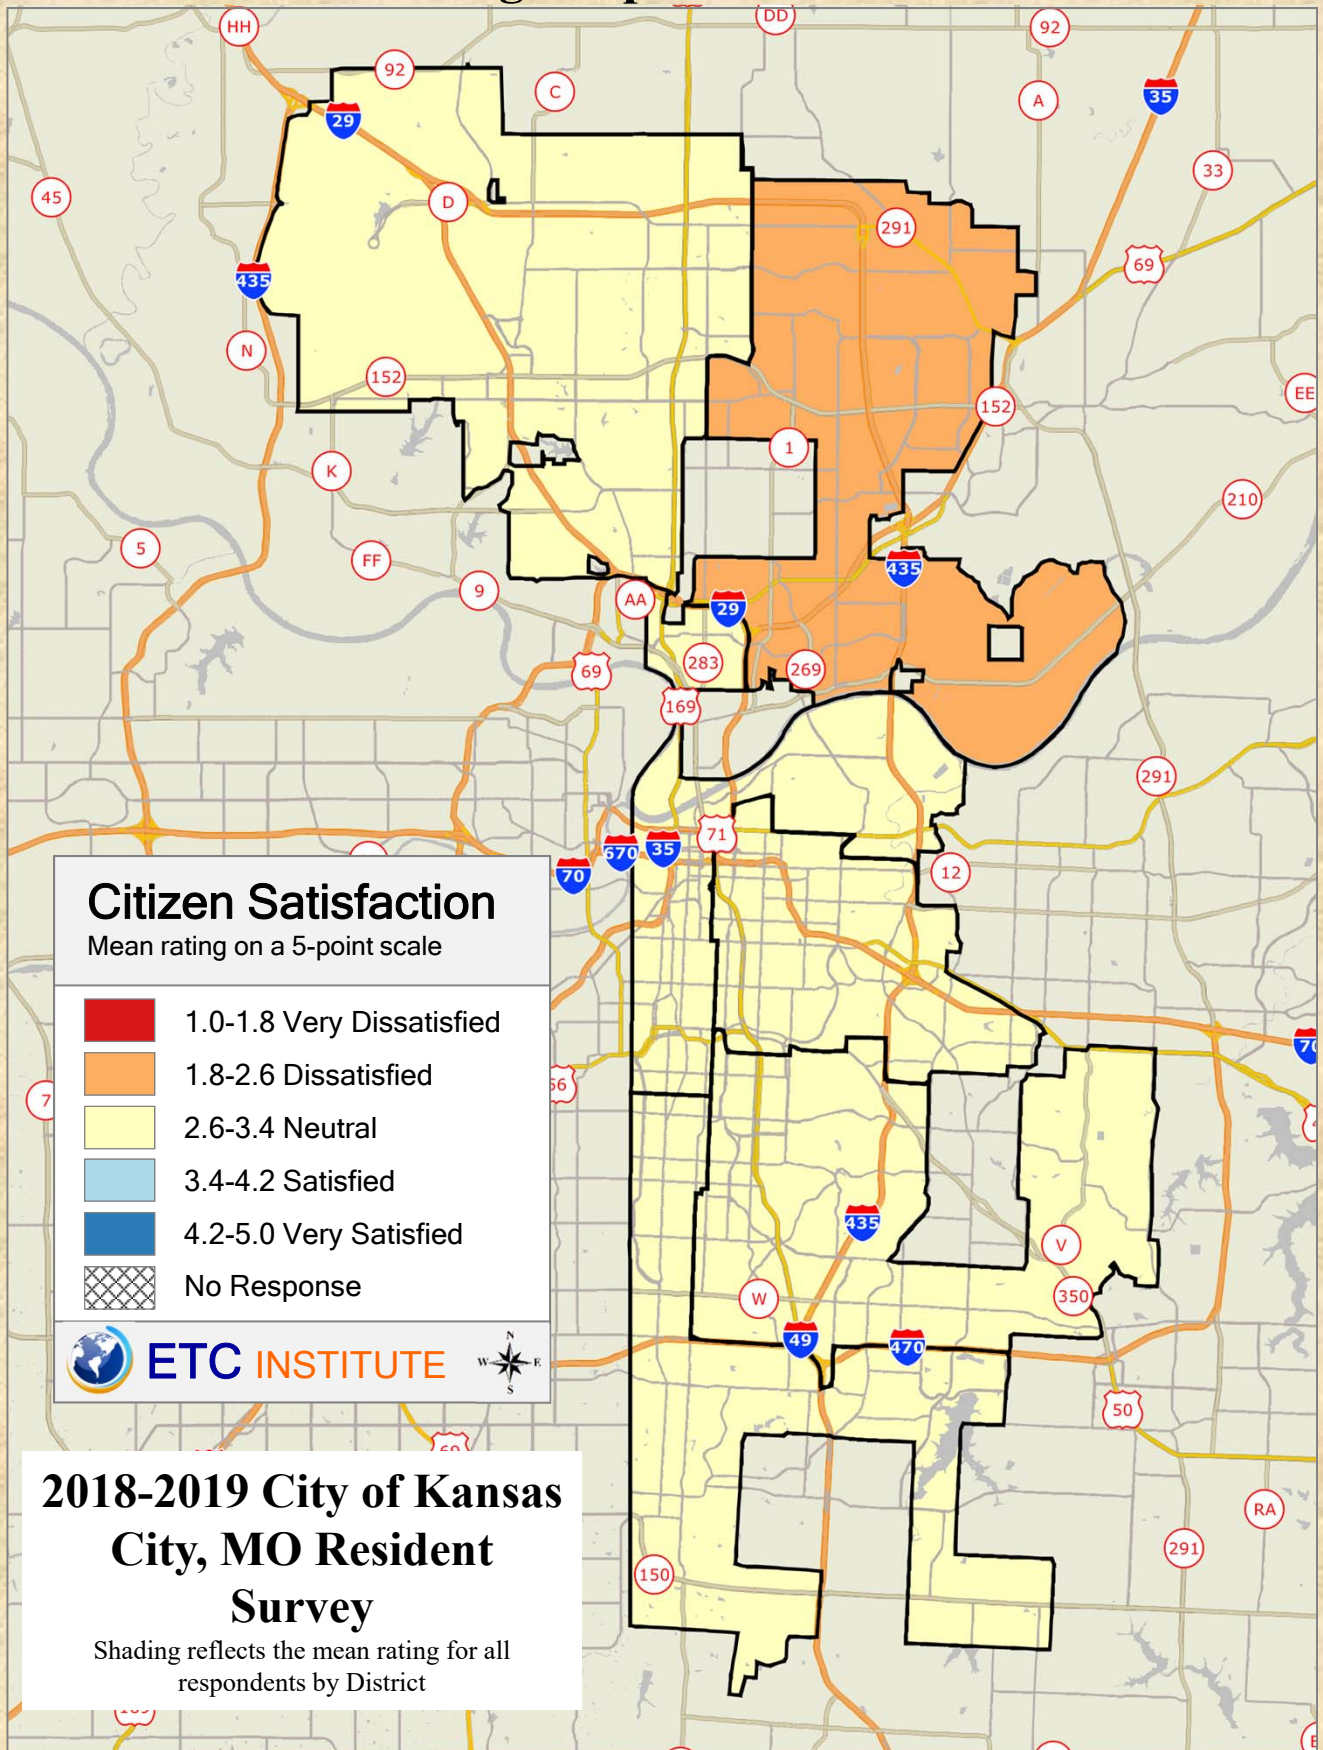 DD
HH
92
92
C
29
A
35
33
45
D
291
69
435
N
152
EE
152
1
K
210
5
FF
435
9
AA
29
283
269
69
169
291
71
670
35
70
12
Citizen Satisfaction
Mean rating on a 5-point scale
1.0-1.8 Very Dissatisfied
1.8-2.6 Dissatisfied
2.6-3.4 Neutral
3.4-4.2 Satisfied
4.2-5.0 Very Satisfied
No Response
ETC INSTITUTE
N
W E
S
70
56
7
435
V
W
350
49
470
50
69
RA
291
150
2018-2019 City of Kansas
City, MO Resident
Survey
Shading reflects the mean rating for all
respondents by District
169